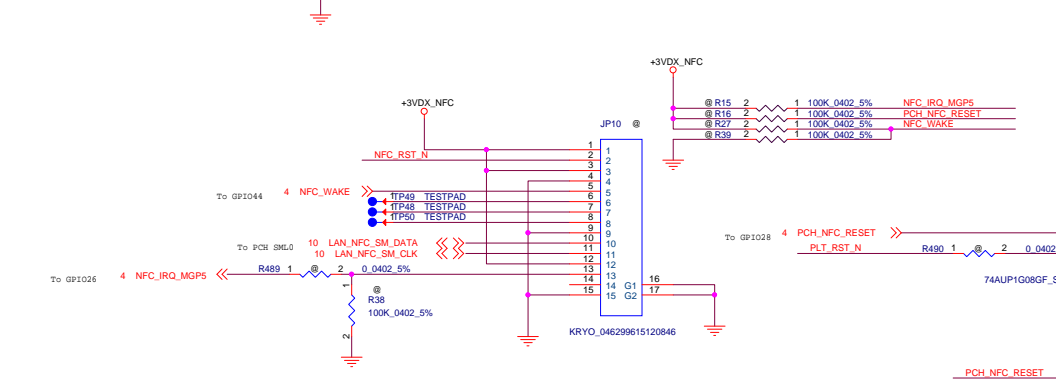 +3VDX_NFC
@ R15 2 1 100K_0402_5% NFC_IRQ_MGP5
@ R16 2 1 100K_0402_5% PCH_NFC_RESET
@ R27 2 1 100K_0402_5% NFC_WAKE
@ R39 2 1 100K_0402_5%
+3VDX_NFC
JP10 @
1 1
NFC_RST_N 2 2
3 3
4 4
To GPIO44 4 NFC_WAKE 5 5
1TP49 TESTPAD 6 6
1TP48 TESTPAD 7 7
1TP50 TESTPAD 8 8
9 9
To PCH SML0 10 LAN_NFC_SM_DATA 10 10
10 LAN_NFC_SM_CLK 11 11
12 12
To GPIO26 4 NFC_IRQ_MGP5 R489 1 @ 2 0_0402_5% 13 13
14 14 G1 16
15 15 G2 17
1 @
R38
100K_0402_5%
2
KRYO_046299615120846
To GPIO28 4 PCH_NFC_RESET
PLT_RST_N R490 1 @ 2 0_0402
74AUP1G08GF_S
PCH_NFC_RESET